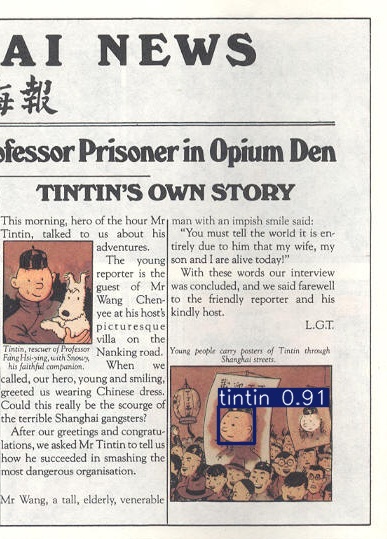 AI NEWS
海報
ofessor Prisoner in Opium Den
TINTIN'S OWN STORY
This morning, hero of the hour Mr
Tintin, talked to us about his
adventures.
The young
reporter is the
guest of Mr
Wang Chen-
yee at his host's
picturesque
villa on the
Nanking road.
When we
Tintin, rescuer of Professor
Fang Hsi-ying, with Snowy,
his faithful companion.
called, our hero, young and smiling,
greeted us wearing Chinese dress.
Could this really be the scourge of
the terrible Shanghai gangsters?
After our greetings and congratu-
lations, we asked Mr Tintin to tell us
how he succeeded in smashing the
most dangerous organisation.
Mr Wang, a tall, elderly, venerable
man with an impish smile said:
"You must tell the world it is en-
tirely due to him that my wife, my
son and I are alive today!"
With these words our interview
was concluded, and we said farewell
to the friendly reporter and his
kindly host.
L.G.T.
Young people carry posters of Tintin through
Shanghai streets.
tintin 0.91